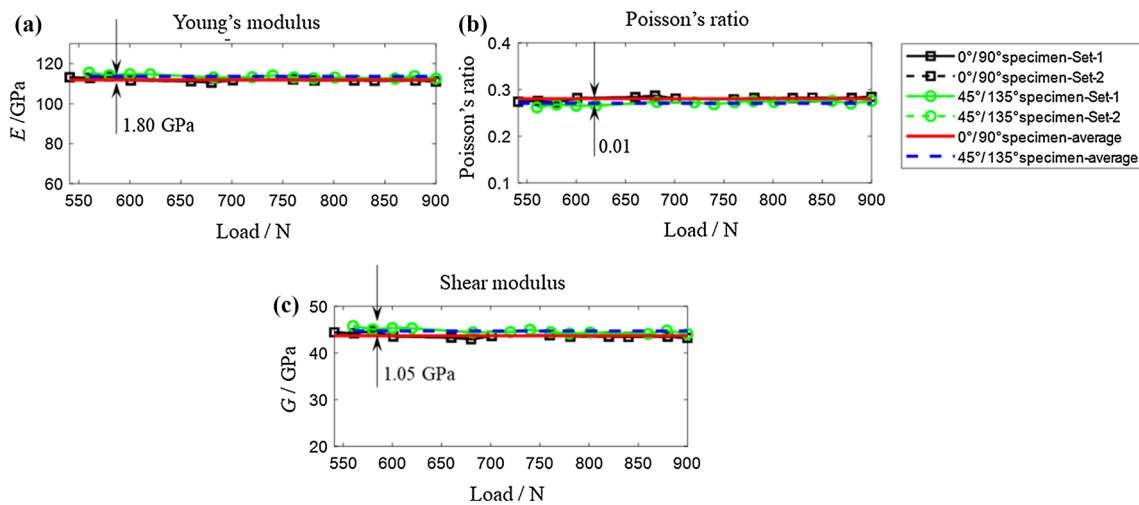 (a)
Young's modulus
120
100
80
60
E /GPa
1.80 GPa
550 600 650 700 750 800 850 900
Load / N
(b)
Poisson's ratio
0.4
0.3
0.2
0.1
Poisson's ratio
0.01
550 600 650 700 750 800 850 900
Load / N
0°/90°specimen-Set-1
0°/90°specimen-Set-2
45°/135°specimen-Set-1
45°/135°specimen-Set-2
0°/90°specimen-average
45°/135°specimen-average
(c)
Shear modulus
50
40
30
20
G / GPa
1.05 GPa
550 600 650 700 750 800 850 900
Load / N